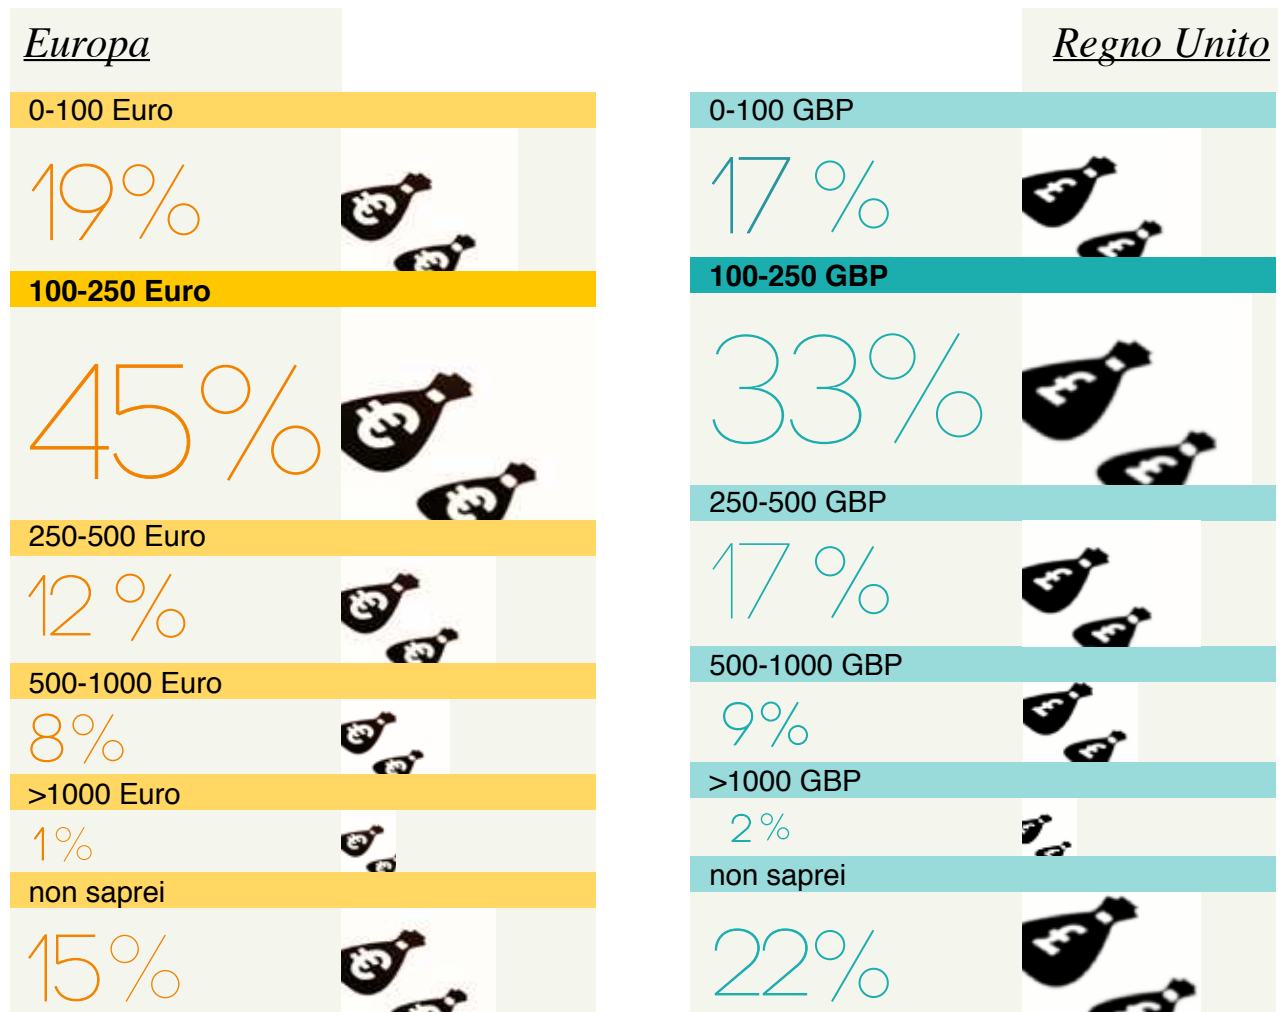 Europa
0-100 Euro
19%
100-250 Euro
45%
250-500 Euro
12 %
500-1000 Euro
8%
>1000 Euro
1%
non saprei
15%
Regno Unito
0-100 GBP
17 %
100-250 GBP
33%
250-500 GBP
17 %
500-1000 GBP
9%
>1000 GBP
2 %
non saprei
22%